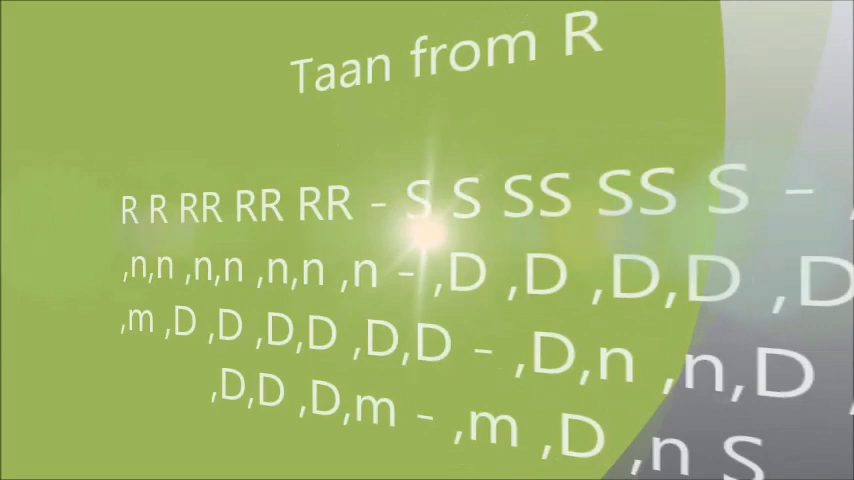 Taan from R
R R RR RR RR - S S SS SS S -
,n,n ,n,n ,n,n ,n - ,D ,D ,D,D ,D
,m ,D ,D ,D,D ,D,D - ,D,n ,n,D
,D,D ,D,m - ,m ,D ,n S